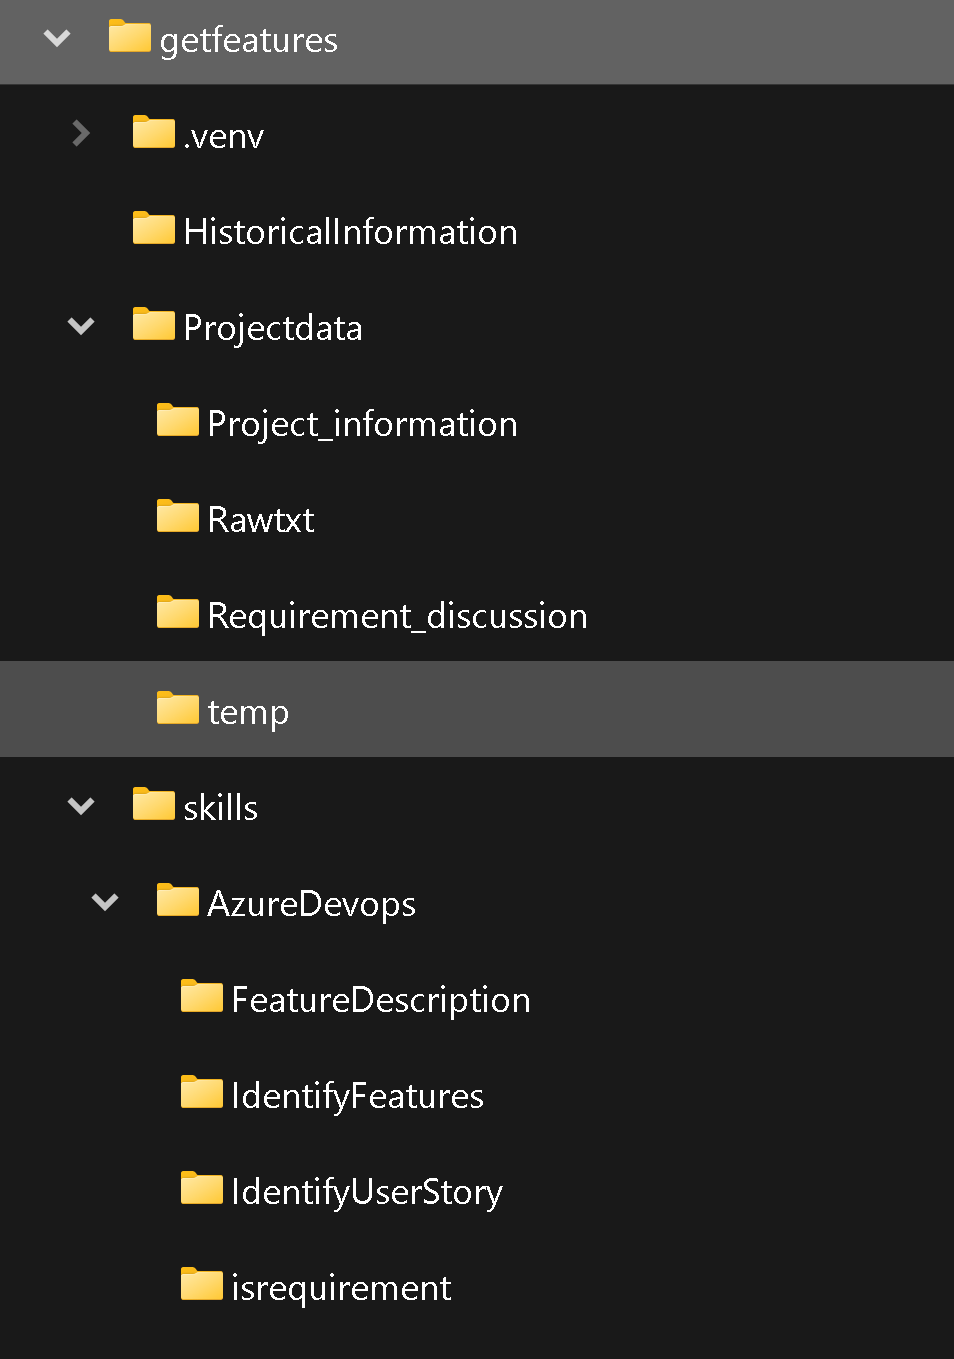 getfeatures
.venv
HistoricalInformation
Projectdata
Project_information
Rawtxt
Requirement_discussion
temp
skills
AzureDevops
FeatureDescription
IdentifyFeatures
IdentifyUserStory
isrequirement